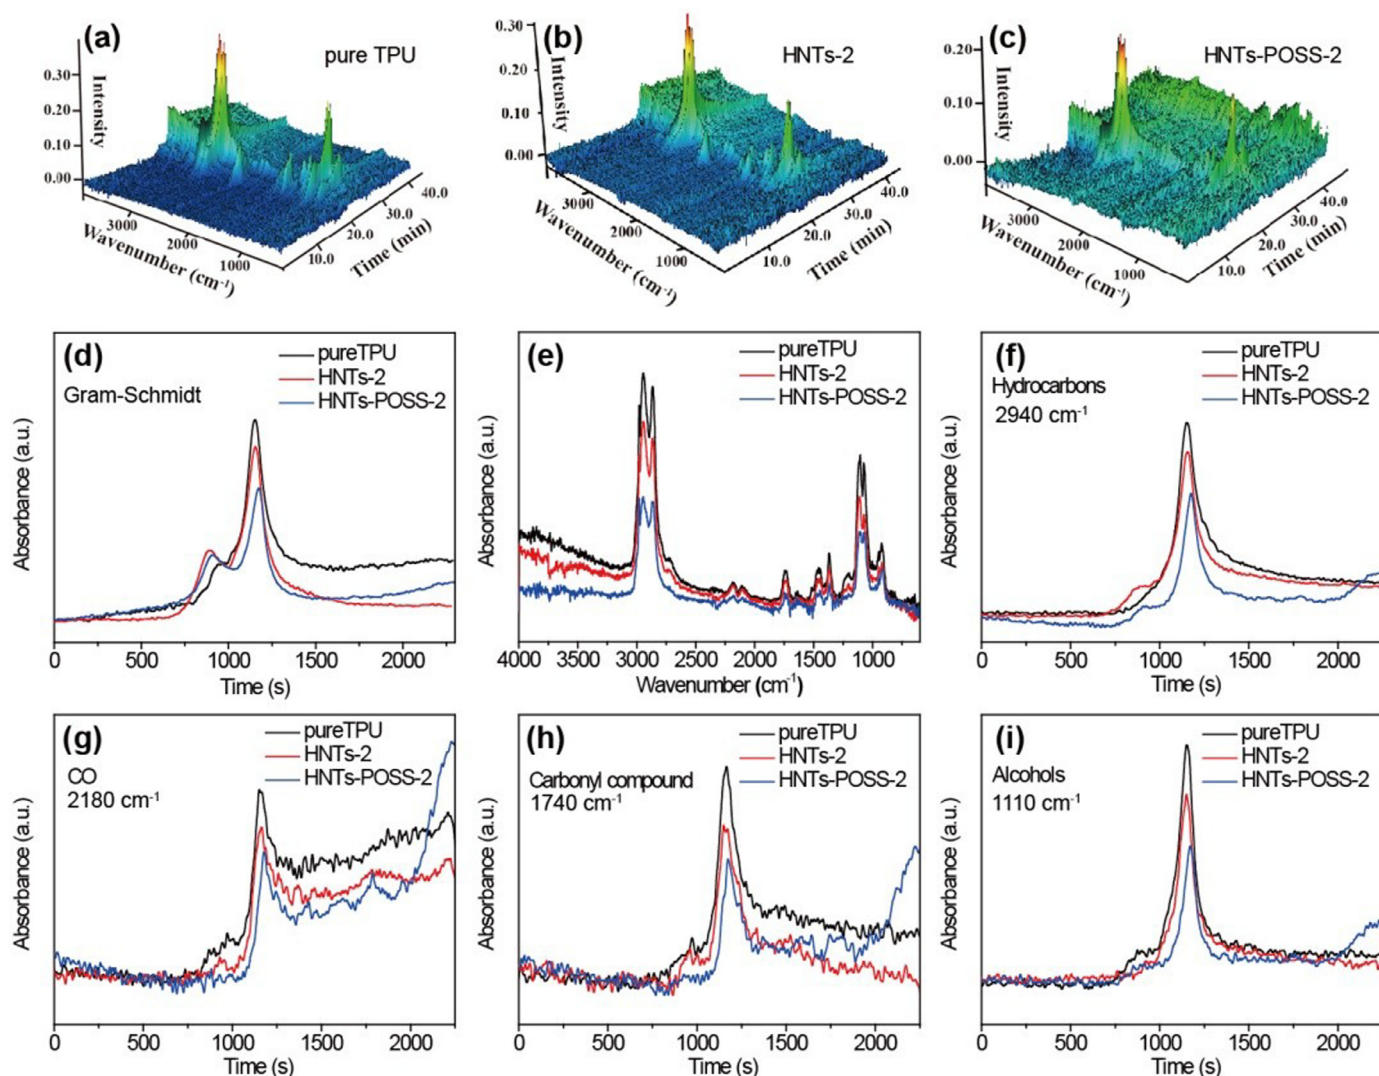 (a)
pure TPU
Intensity
0.30
0.20
0.10
0.00
3000
2000
1000
Wavenumber (cm⁻¹)
10.0
20.0
30.0
40.0
Time (min)
(b)
HNTs-2
Intensity
0.30
0.20
0.10
0.00
3000
2000
1000
Wavenumber (cm⁻¹)
10.0
20.0
30.0
40.0
Time (min)
(c)
HNTs-POSS-2
Intensity
0.20
0.10
0.00
3000
2000
1000
Wavenumber (cm⁻¹)
10.0
20.0
30.0
40.0
Time (min)
(d)
Gram-Schmidt
pureTPU
HNTs-2
HNTs-POSS-2
Absorbance (a.u.)
0 500 1000 1500 2000
Time (s)
(e)
pureTPU
HNTs-2
HNTs-POSS-2
Absorbance (a.u.)
4000 3500 3000 2500 2000 1500 1000
Wavenumber (cm⁻¹)
(f)
Hydrocarbons
2940 cm⁻¹
pureTPU
HNTs-2
HNTs-POSS-2
Absorbance (a.u.)
0 500 1000 1500 2000
Time (s)
(g)
CO
2180 cm⁻¹
pureTPU
HNTs-2
HNTs-POSS-2
Absorbance (a.u.)
0 500 1000 1500 2000
Time (s)
(h)
Carbonyl compound
1740 cm⁻¹
pureTPU
HNTs-2
HNTs-POSS-2
Absorbance (a.u.)
0 500 1000 1500 2000
Time (s)
(i)
Alcohols
1110 cm⁻¹
pureTPU
HNTs-2
HNTs-POSS-2
Absorbance (a.u.)
0 500 1000 1500 2000
Time (s)